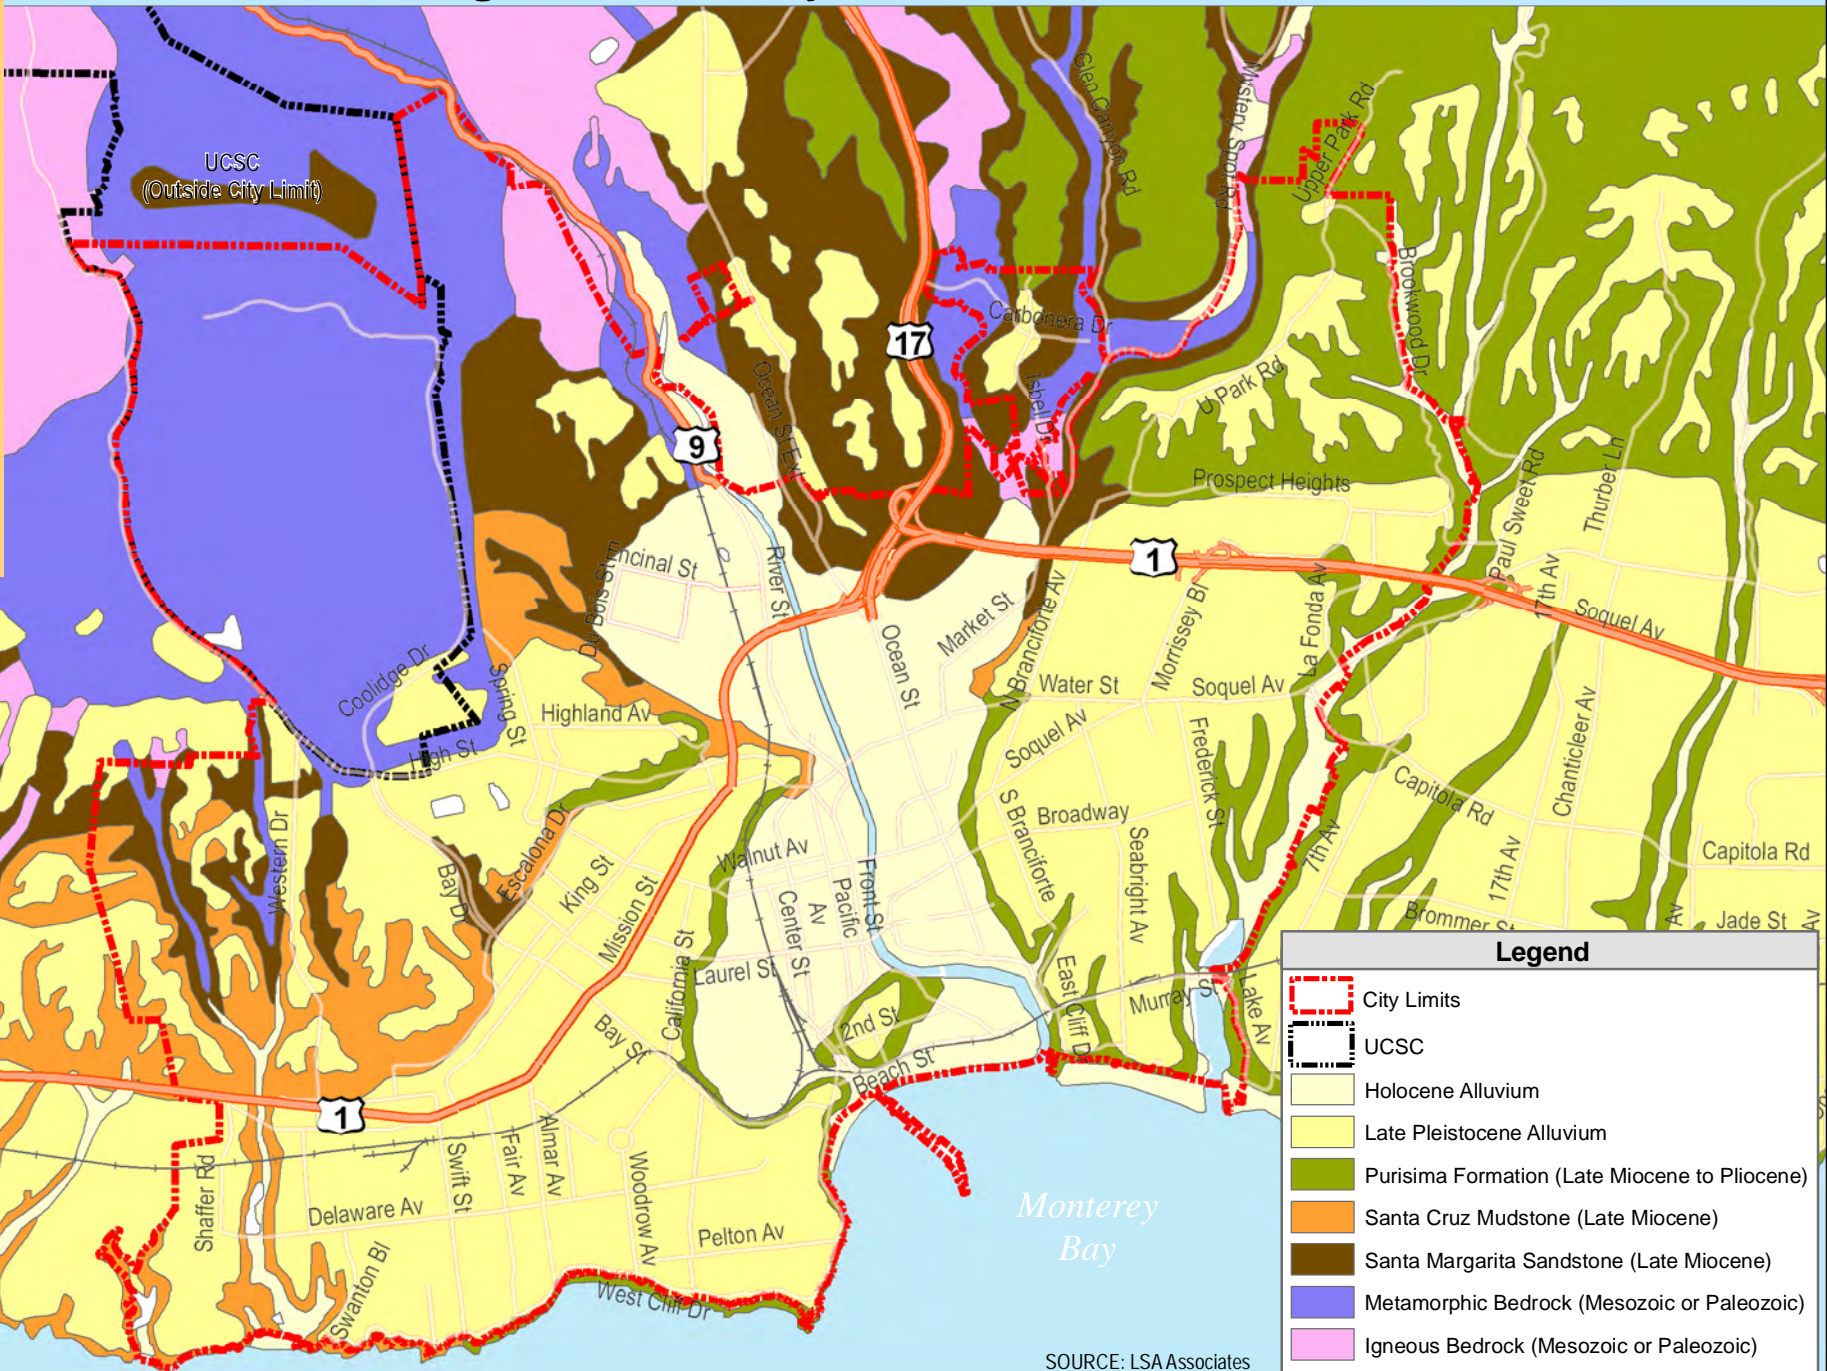 UCSC
(Outside City Limit)
Glen Canyon Rd
Mystery Spot Rd
Upper Park Rd
Brookwood Dr
Carbonera Dr
17
Isbell Dr
U Park Rd
Ocean St Ext
9
Prospect Heights
Paul Sweet Rd
Thurber Ln
1
Encinal St
Du Bois St
River St
Market St
N Branciforte Av
Morrissey Bl
La Fonda Av
17th Av
Soquel Av
Ocean St
Coolidge Dr
Spring St
Highland Av
High St
Water St
Soquel Av
Soquel Av
Frederick St
Chanticleer Av
Capitola Rd
Capitola Rd
Western Dr
Bay Dr
Escalona Dr
King St
Mission St
Walnut Av
Center St
Pacific
Av
Front St
S Branciforte
Broadway
Seabright Av
7th Av
17th Av
Brommer St
Av
Jade St
Av
California St
Laurel St
Bay St
2nd St
Beach St
East Cliff Dr
Murray
Lake Av
1
Shaffer Rd
Delaware Av
Swift St
Fair Av
Almar Av
Woodrow Av
Pelton Av
Swanton Bl
West Cliff Dr
Monterey
Bay
Legend
City Limits
UCSC
Holocene Alluvium
Late Pleistocene Alluvium
Purisima Formation (Late Miocene to Pliocene)
Santa Cruz Mudstone (Late Miocene)
Santa Margarita Sandstone (Late Miocene)
Metamorphic Bedrock (Mesozoic or Paleozoic)
Igneous Bedrock (Mesozoic or Paleozoic)
SOURCE: LSA Associates